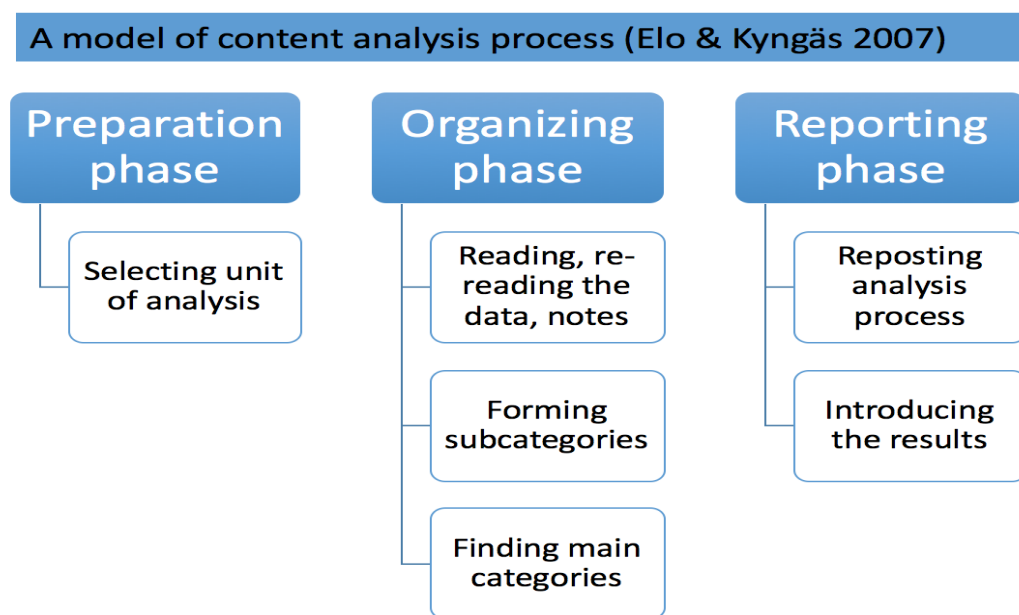 A model of content analysis process (Elo & Kyngäs 2007)
Preparation
phase
Selecting unit
of analysis
Organizing
phase
Reading, re-
reading the
data, notes
Forming
subcategories
Finding main
categories
Reporting
phase
Reposting
analysis
process
Introducing
the results